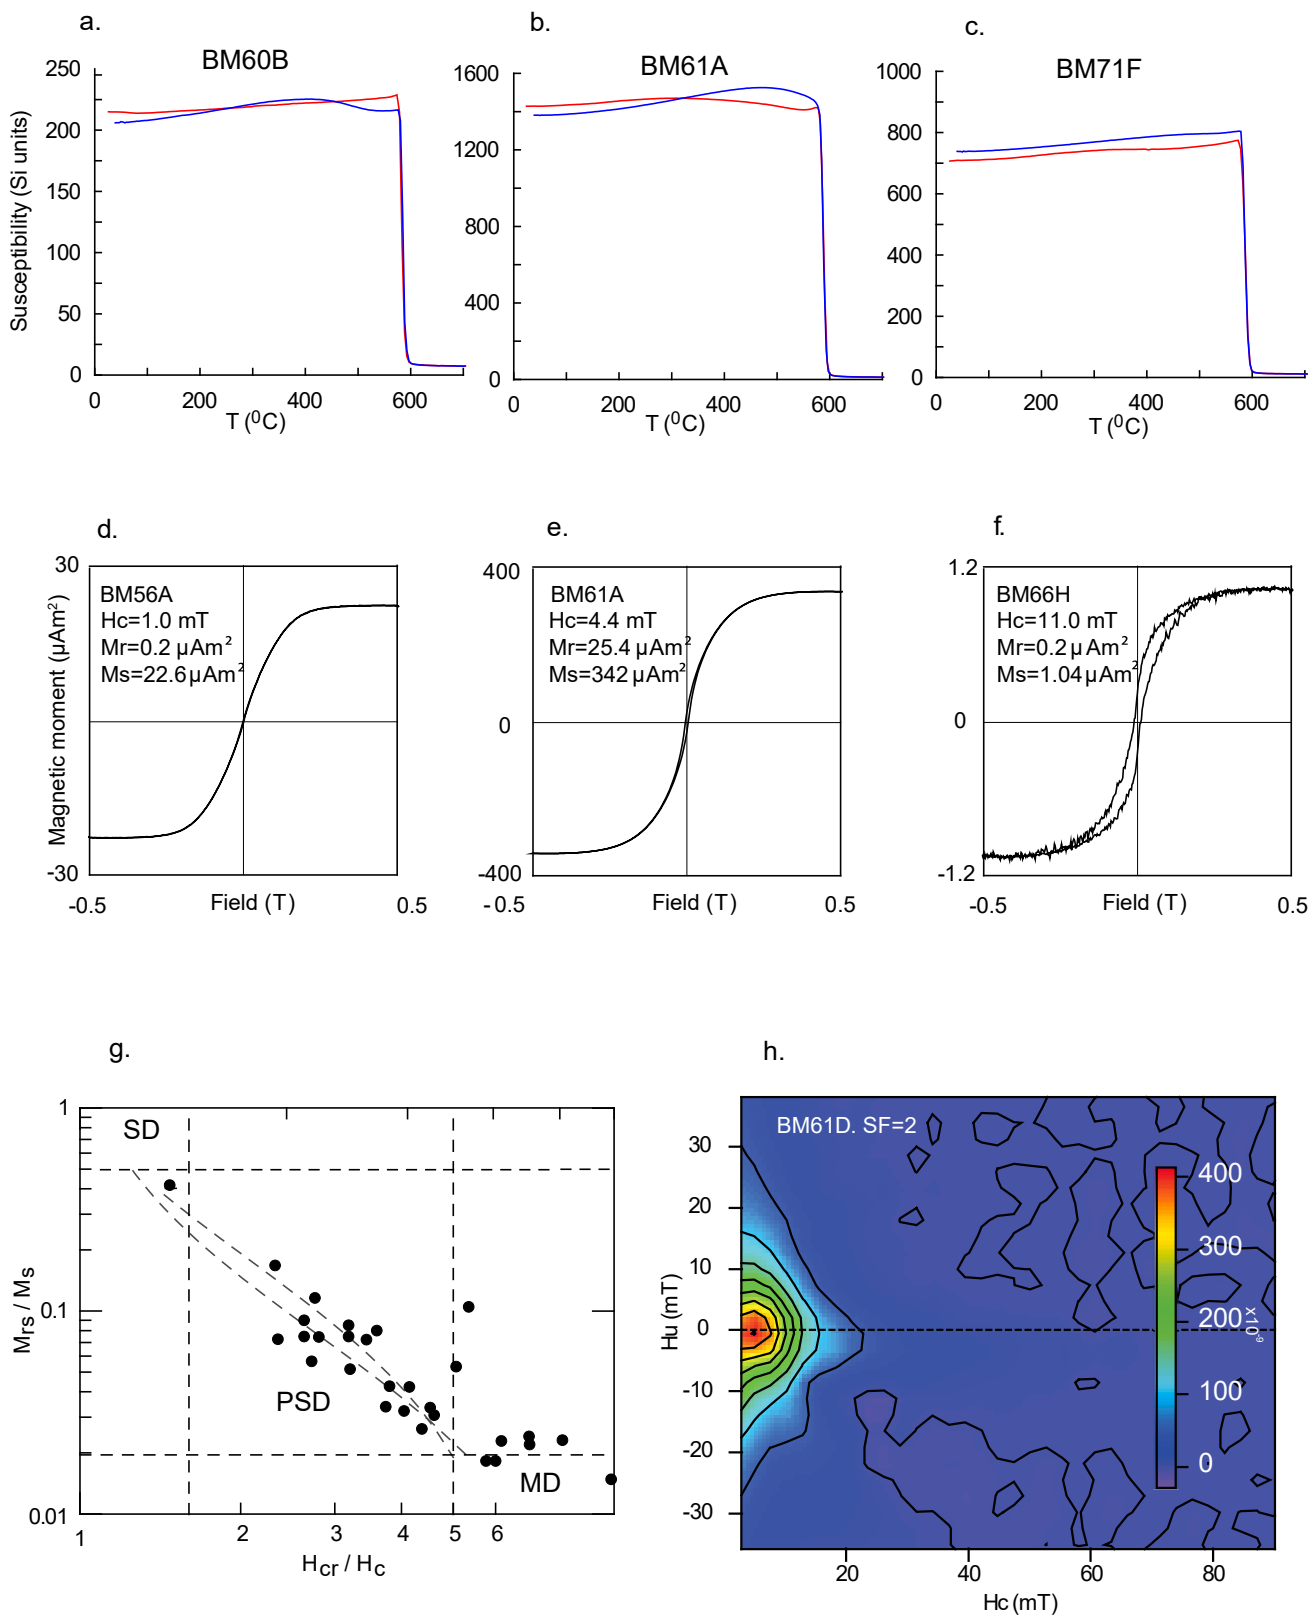 a.
BM60B
250
200
150
100
50
0
Susceptibility (Si units)
0 200 400 600
T (⁰C)
b.
BM61A
1600
1200
800
400
0
0 200 400 600
T (⁰C)
c.
BM71F
1000
800
600
400
200
0
0 200 400 600
T (⁰C)
d.
30
BM56A
Hc=1.0 mT
Mr=0.2 µAm²
Ms=22.6µAm²
Magnetic moment (µAm²)
-30
-0.5 Field (T) 0.5
e.
400
BM61A
Hc=4.4 mT
Mr=25.4 µAm²
Ms=342 µAm²
0
-400
-0.5 Field (T) 0.5
f.
1.2
BM66H
Hc=11.0 mT
Mr=0.2 µAm²
Ms=1.04µAm²
0
-1.2
-0.5 Field (T) 0.5
g.
1
SD
0.1
Mrs / Ms
PSD
MD
0.01
1 2 3 4 5 6
Hcr / Hc
h.
BM61D. SF=2
30
20
10
0
-10
-20
-30
Hu (mT)
400
300
200
100
0
x10⁻⁹
20 40 60 80
Hc (mT)